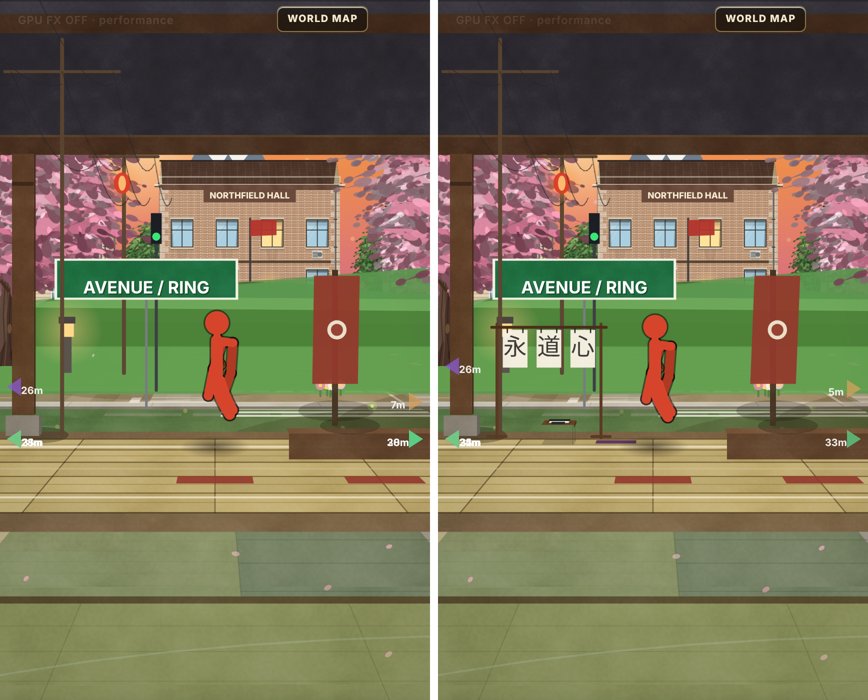 GPU FX OFF · performance
WORLD MAP
NORTHFIELD HALL
AVENUE / RING
26m
7m
GPU FX OFF · performance
WORLD MAP
NORTHFIELD HALL
AVENUE / RING
永 道 心
26m
5m
33m